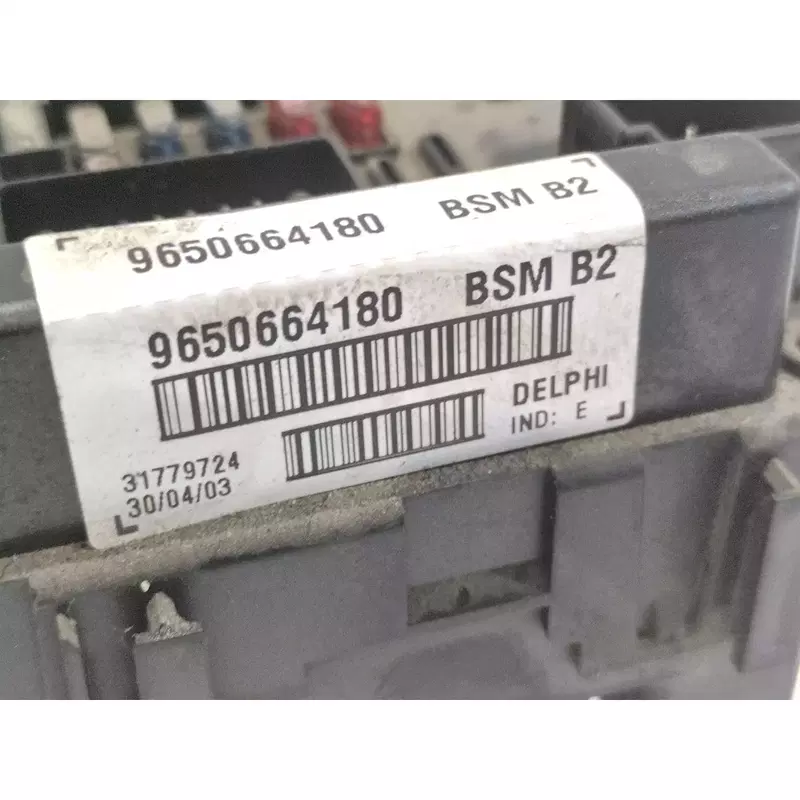 9650664180 BSM B2
9650664180 BSM B2
DELPHI
IND: E
31779724
30/04/03